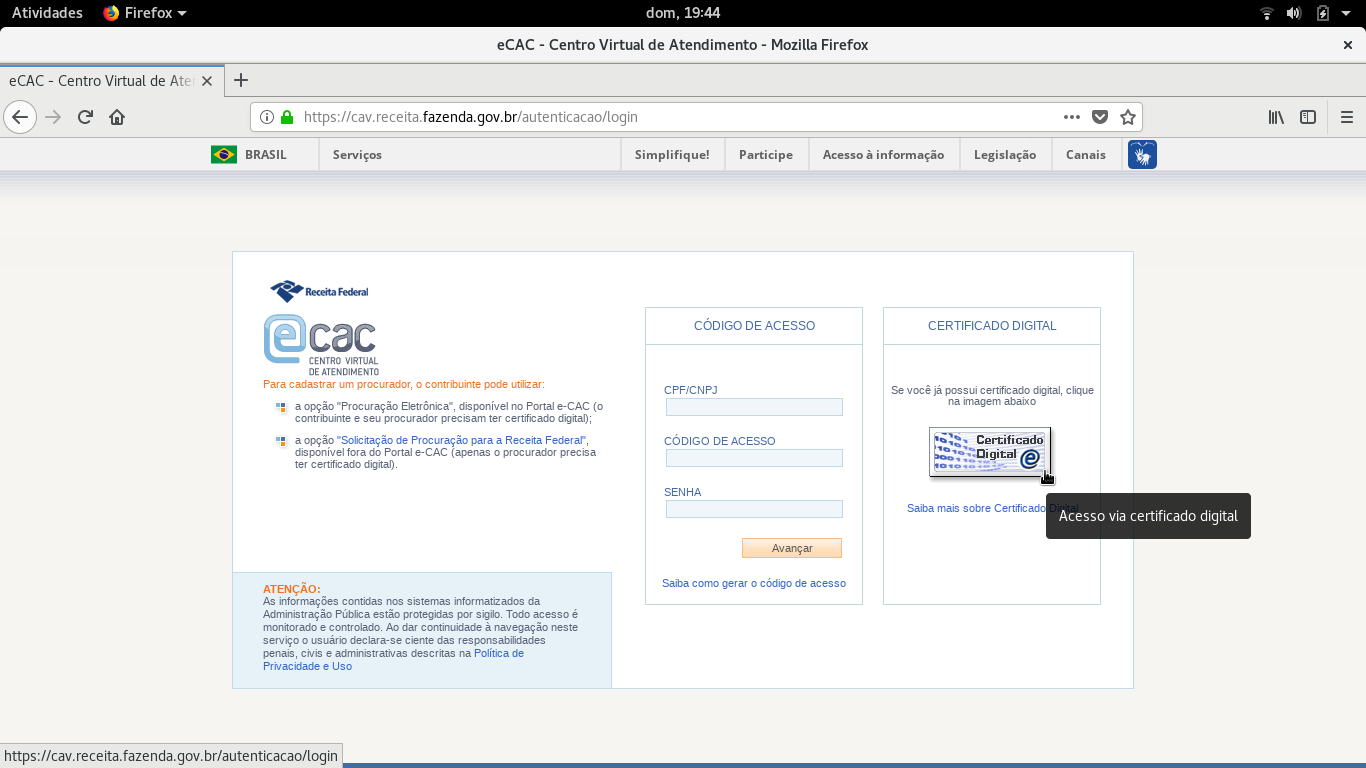 Atividades
Firefox
dom, 19:44
eCAC - Centro Virtual de Atendimento - Mozilla Firefox
eCAC - Centro Virtual de Ate
https://cav.receita.fazenda.gov.br/autenticacao/login
BRASIL
Serviços
Simplifique!
Participe
Acesso à informação
Legislação
Canais
Receita Federal
ecac
CENTRO VIRTUAL
DE ATENDIMENTO
Para cadastrar um procurador, o contribuinte pode utilizar:
a opção "Procuração Eletrônica", disponível no Portal e-CAC (o
contribuinte e seu procurador precisam ter certificado digital);
a opção "Solicitação de Procuração para a Receita Federal",
disponível fora do Portal e-CAC (apenas o procurador precisa
ter certificado digital).
ATENÇÃO:
As informações contidas nos sistemas informatizados da
Administração Pública estão protegidas por sigilo. Todo acesso é
monitorado e controlado. Ao dar continuidade à navegação neste
serviço o usuário declara-se ciente das responsabilidades
penais, civis e administrativas descritas na Política de
Privacidade e Uso
CÓDIGO DE ACESSO
CPF/CNPJ
CÓDIGO DE ACESSO
SENHA
Avançar
Saiba como gerar o código de acesso
CERTIFICADO DIGITAL
Se você já possui certificado digital, clique
na imagem abaixo
Certificado
Digital e
Saiba mais sobre Certificado Digital
Acesso via certificado digital
https://cav.receita.fazenda.gov.br/autenticacao/login